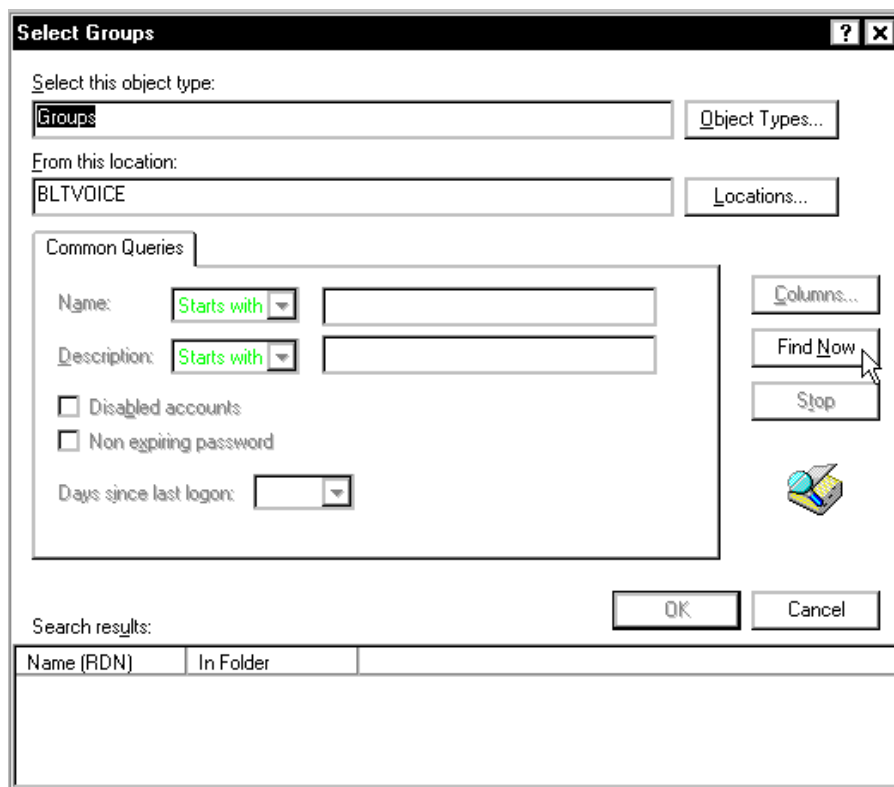 Select Groups
Select this object type:
Groups
Object Types...
From this location:
BLTVOICE
Locations...
Common Queries
Name: Starts with
Columns...
Description: Starts with
Find Now
Disabled accounts
Stop
Non expiring password
Days since last logon:
OK Cancel
Search results:
Name (RDN) In Folder